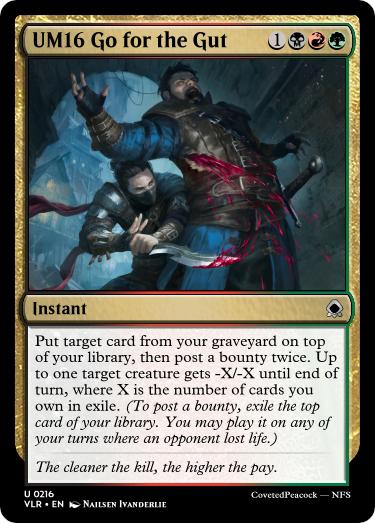 UM16 Go for the Gut 1
Instant
Put target card from your graveyard on top
of your library, then post a bounty twice. Up
to one target creature gets -X/-X until end of
turn, where X is the number of cards you
own in exile. (To post a bounty, exile the top
card of your library. You may play it on any of
your turns where an opponent lost life.)
The cleaner the kill, the higher the pay.
U 0216
VLR • EN Nailsen Ivanderlie
CovetedPeacock — NFS